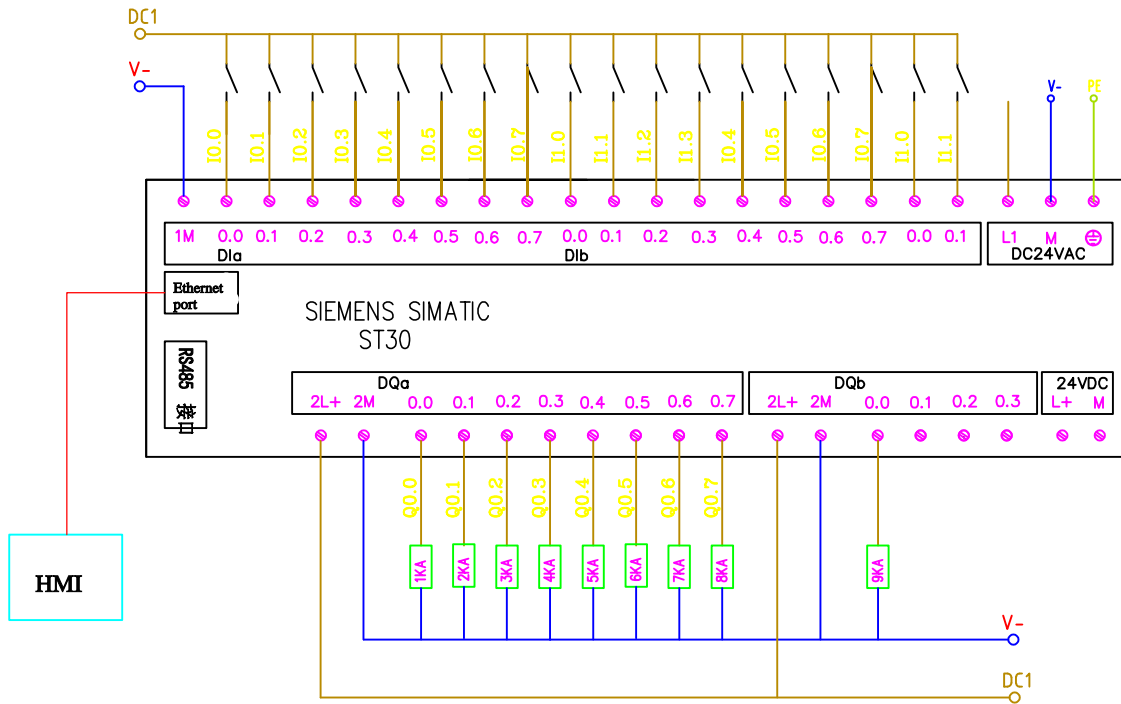 DC1
V-
V-
PE
I0.0 I0.1 I0.2 I0.3 I0.4 I0.5 I0.6 I0.7 I1.0 I1.1 I1.2 I1.3 I0.4 I0.5 I0.6 I0.7 I1.0 I1.1
1M 0.0 0.1 0.2 0.3 0.4 0.5 0.6 0.7 0.0 0.1 0.2 0.3 0.4 0.5 0.6 0.7 0.0 0.1 L1 M
DIa DIb DC24VAC
Ethernet
port
SIEMENS SIMATIC
ST30
RS485 接口
DQa DQb 24VDC
2L+ 2M 0.0 0.1 0.2 0.3 0.4 0.5 0.6 0.7 2L+ 2M 0.0 0.1 0.2 0.3 L+ M
Q0.0 Q0.1 Q0.2 Q0.3 Q0.4 Q0.5 Q0.6 Q0.7
1KA 2KA 3KA 4KA 5KA 6KA 7KA 8KA 9KA
HMI
V-
DC1